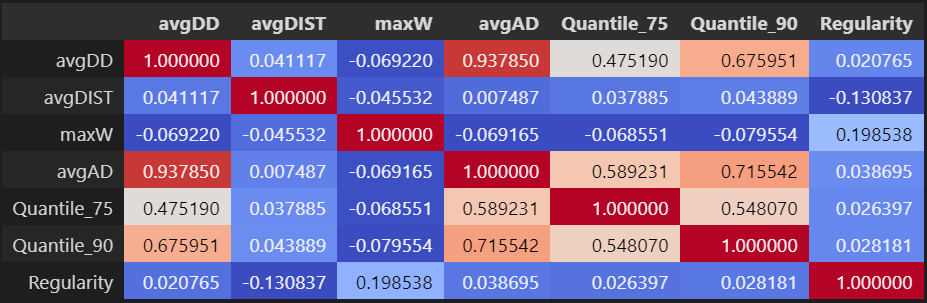 avgDD avgDIST maxW avgAD Quantile_75 Quantile_90 Regularity
avgDD 1.000000 0.041117 -0.069220 0.937850 0.475190 0.675951 0.020765
avgDIST 0.041117 1.000000 -0.045532 0.007487 0.037885 0.043889 -0.130837
maxW -0.069220 -0.045532 1.000000 -0.069165 -0.068551 -0.079554 0.198538
avgAD 0.937850 0.007487 -0.069165 1.000000 0.589231 0.715542 0.038695
Quantile_75 0.475190 0.037885 -0.068551 0.589231 1.000000 0.548070 0.026397
Quantile_90 0.675951 0.043889 -0.079554 0.715542 0.548070 1.000000 0.028181
Regularity 0.020765 -0.130837 0.198538 0.038695 0.026397 0.028181 1.000000